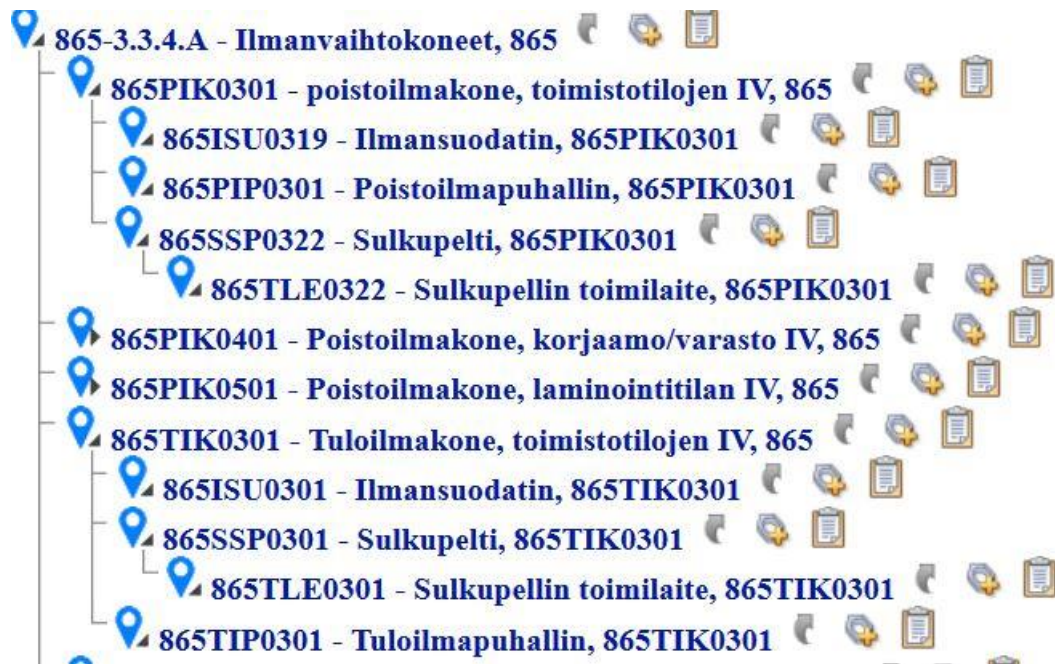 865-3.3.4.A - Ilmanvaihtokoneet, 865
865PIK0301 - poistoilmakone, toimistotilojen IV, 865
865ISU0319 - Ilmansuodatin, 865PIK0301
865PIP0301 - Poistoilmapuhallin, 865PIK0301
865SSP0322 - Sulkupelti, 865PIK0301
865TLE0322 - Sulkupellin toimilaite, 865PIK0301
865PIK0401 - Poistoilmakone, korjaamo/varasto IV, 865
865PIK0501 - Poistoilmakone, laminointitilan IV, 865
865TIK0301 - Tuloilmakone, toimistotilojen IV, 865
865ISU0301 - Ilmansuodatin, 865TIK0301
865SSP0301 - Sulkupelti, 865TIK0301
865TLE0301 - Sulkupellin toimilaite, 865TIK0301
865TIP0301 - Tuloilmapuhallin, 865TIK0301